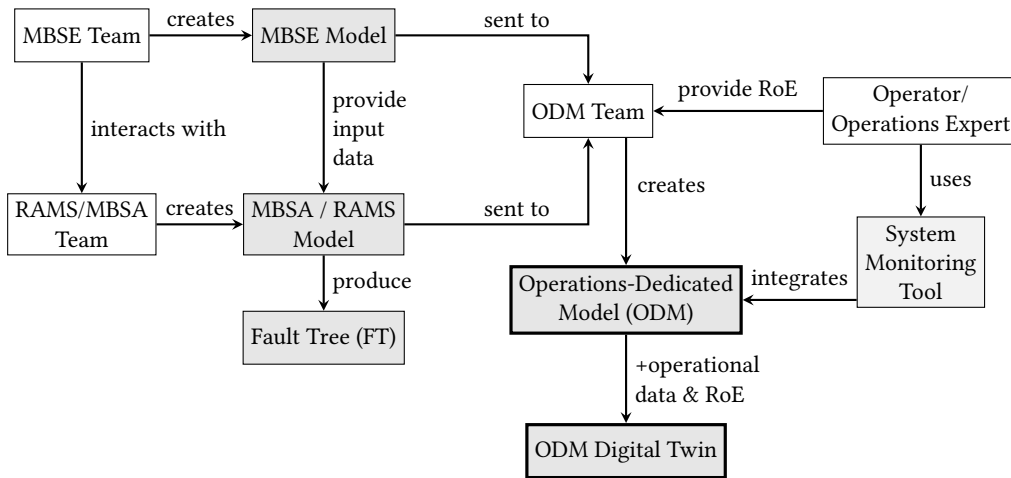 MBSE Team
creates
MBSE Model
sent to
interacts with
provide
input
data
ODM Team
provide RoE
Operator/
Operations Expert
RAMS/MBSA
Team
creates
MBSA / RAMS
Model
sent to
creates
uses
System
Monitoring
Tool
produce
Fault Tree (FT)
Operations-Dedicated
Model (ODM)
integrates
+operational
data & RoE
ODM Digital Twin